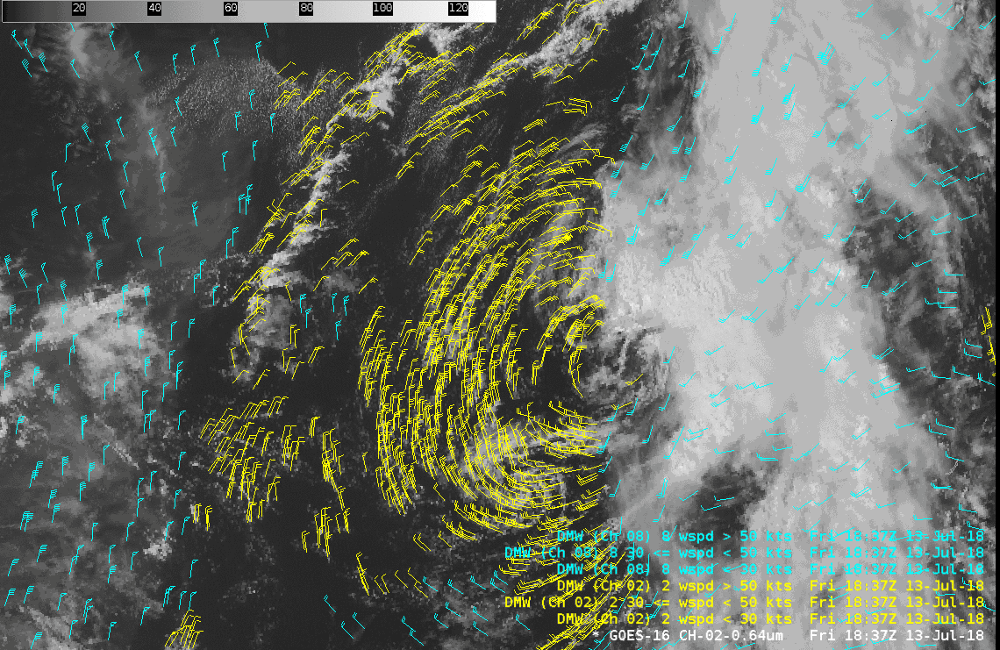 20 40 60 80 100 120
DMW (Ch 08) 8 wspd > 50 kts Fri 18:37Z 13-Jul-18
DMW (Ch 08) 8 30 <= wspd < 50 kts Fri 18:37Z 13-Jul-18
DMW (Ch 08) 8 wspd < 30 kts Fri 18:37Z 13-Jul-18
DMW (Ch 02) 2 wspd > 50 kts Fri 18:37Z 13-Jul-18
DMW (Ch 02) 2 30 <= wspd < 50 kts Fri 18:37Z 13-Jul-18
DMW (Ch 02) 2 wspd < 30 kts Fri 18:37Z 13-Jul-18
* GOES-16 CH-02-0.64um Fri 18:37Z 13-Jul-18